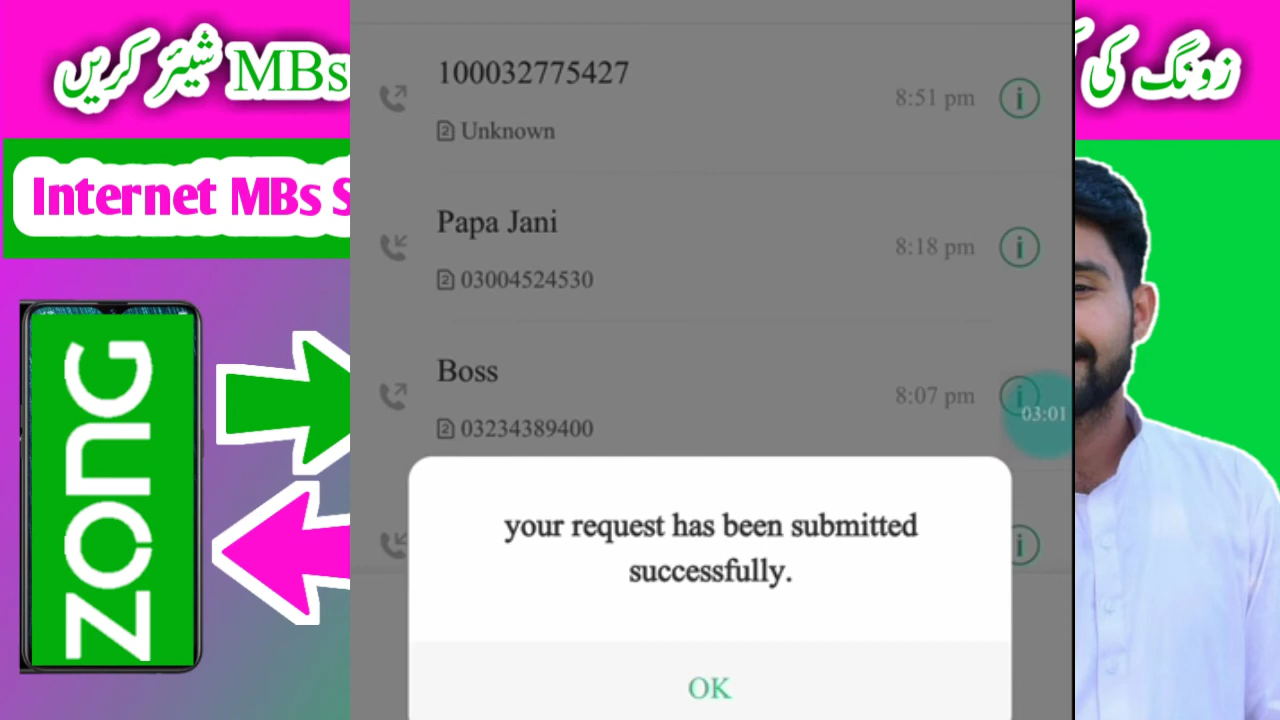 MBs شیئر کریں
زونگ کی
Internet MBs S
ZONG
100032775427
8:51 pm
2 Unknown
Papa Jani
8:18 pm
2 03004524530
Boss
8:07 pm
03:01
2 03234389400
your request has been submitted
successfully.
OK